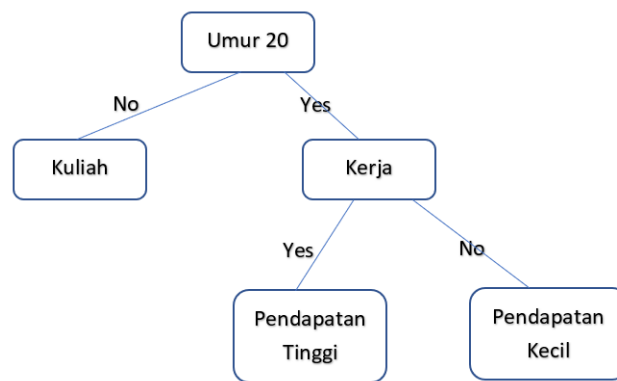 Umur 20
No
Yes
Kuliah
Kerja
Yes
No
Pendapatan
Tinggi
Pendapatan
Kecil